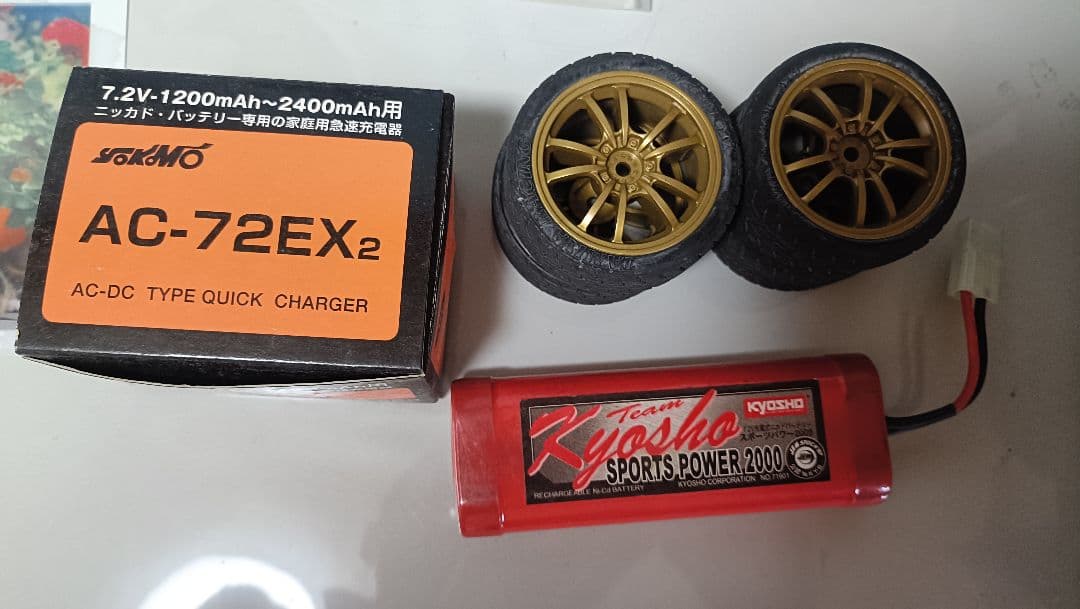 7.2V-1200mAh~2400mAh用
ニッカド・バッテリー専用の家庭用急速充電器
YOKOMO
AC-72EX2
AC-DC TYPE QUICK CHARGER
Team
Kyosho
KYOSHO
スポーツパワー2000
SPORTS POWER 2000
RECHARGEABLE Ni-Cd BATTERY
KYOSHO CORPORATION NO.71901